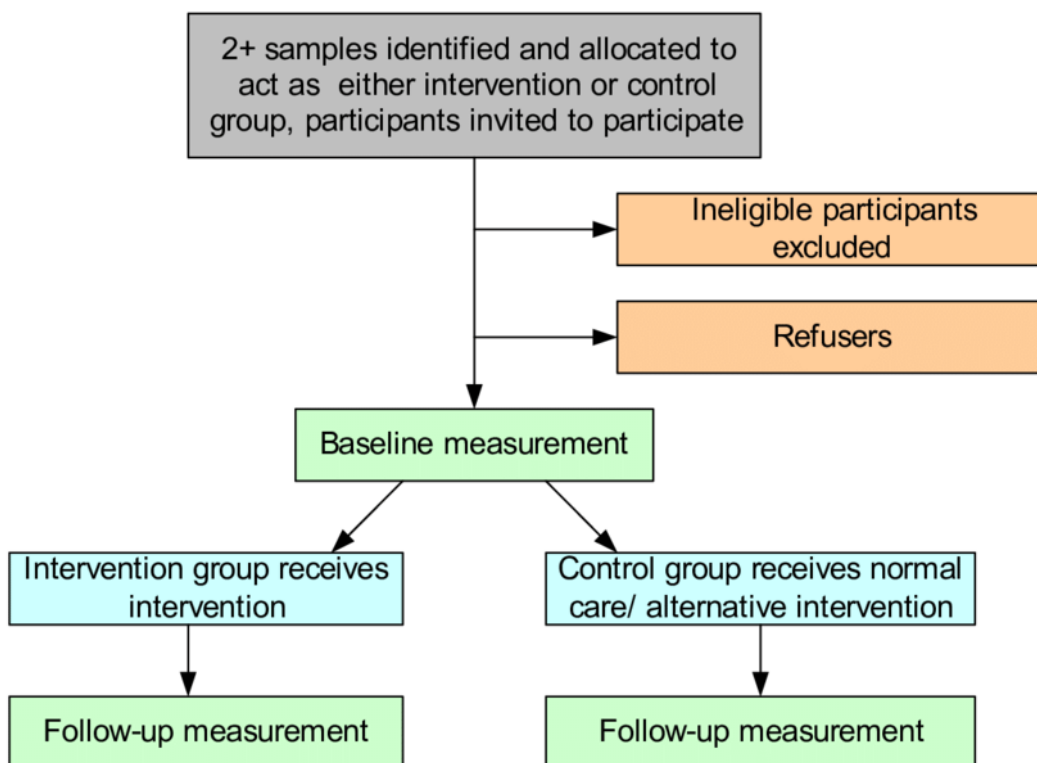 2+ samples identified and allocated to
act as either intervention or control
group, participants invited to participate
Ineligible participants
excluded
Refusers
Baseline measurement
Intervention group receives
intervention
Control group receives normal
care/ alternative intervention
Follow-up measurement
Follow-up measurement